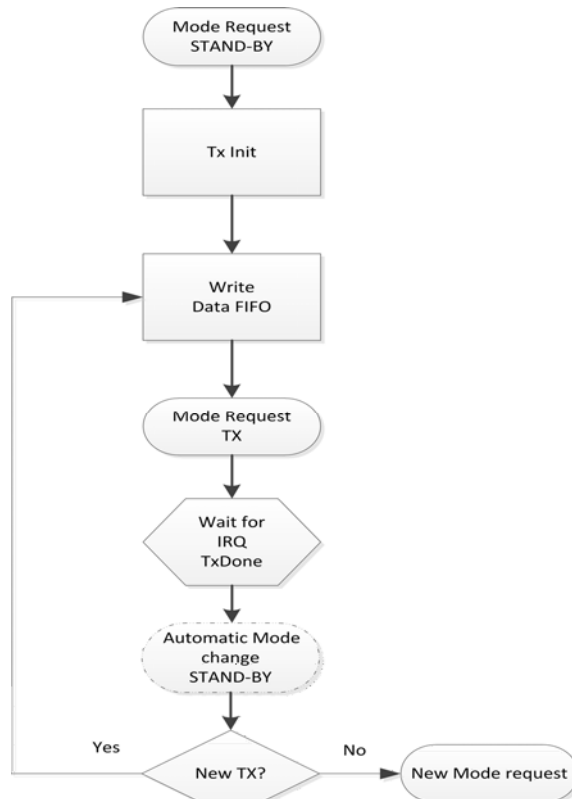 Mode Request
STAND-BY
Tx Init
Write
Data FIFO
Mode Request
TX
Wait for
IRQ
TxDone
Automatic Mode
change
STAND-BY
Yes
New TX?
No
New Mode request